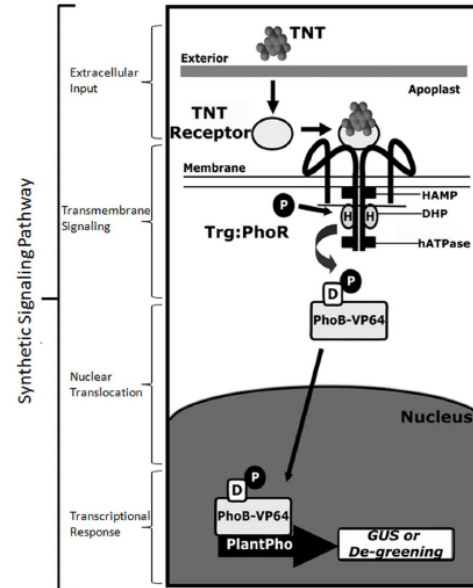 Synthetic Signaling Pathway
Extracellular
Input
Transmembrane
Signaling
Nuclear
Translocation
Transcriptional
Response
TNT
Exterior
Apoplast
TNT
Receptor
Membrane
HAMP
P
H H
DHP
Trg:PhoR
hATPase
P
D
PhoB-VP64
Nucleus
P
D
PhoB-VP64
PlantPho
GUS or
De-greening